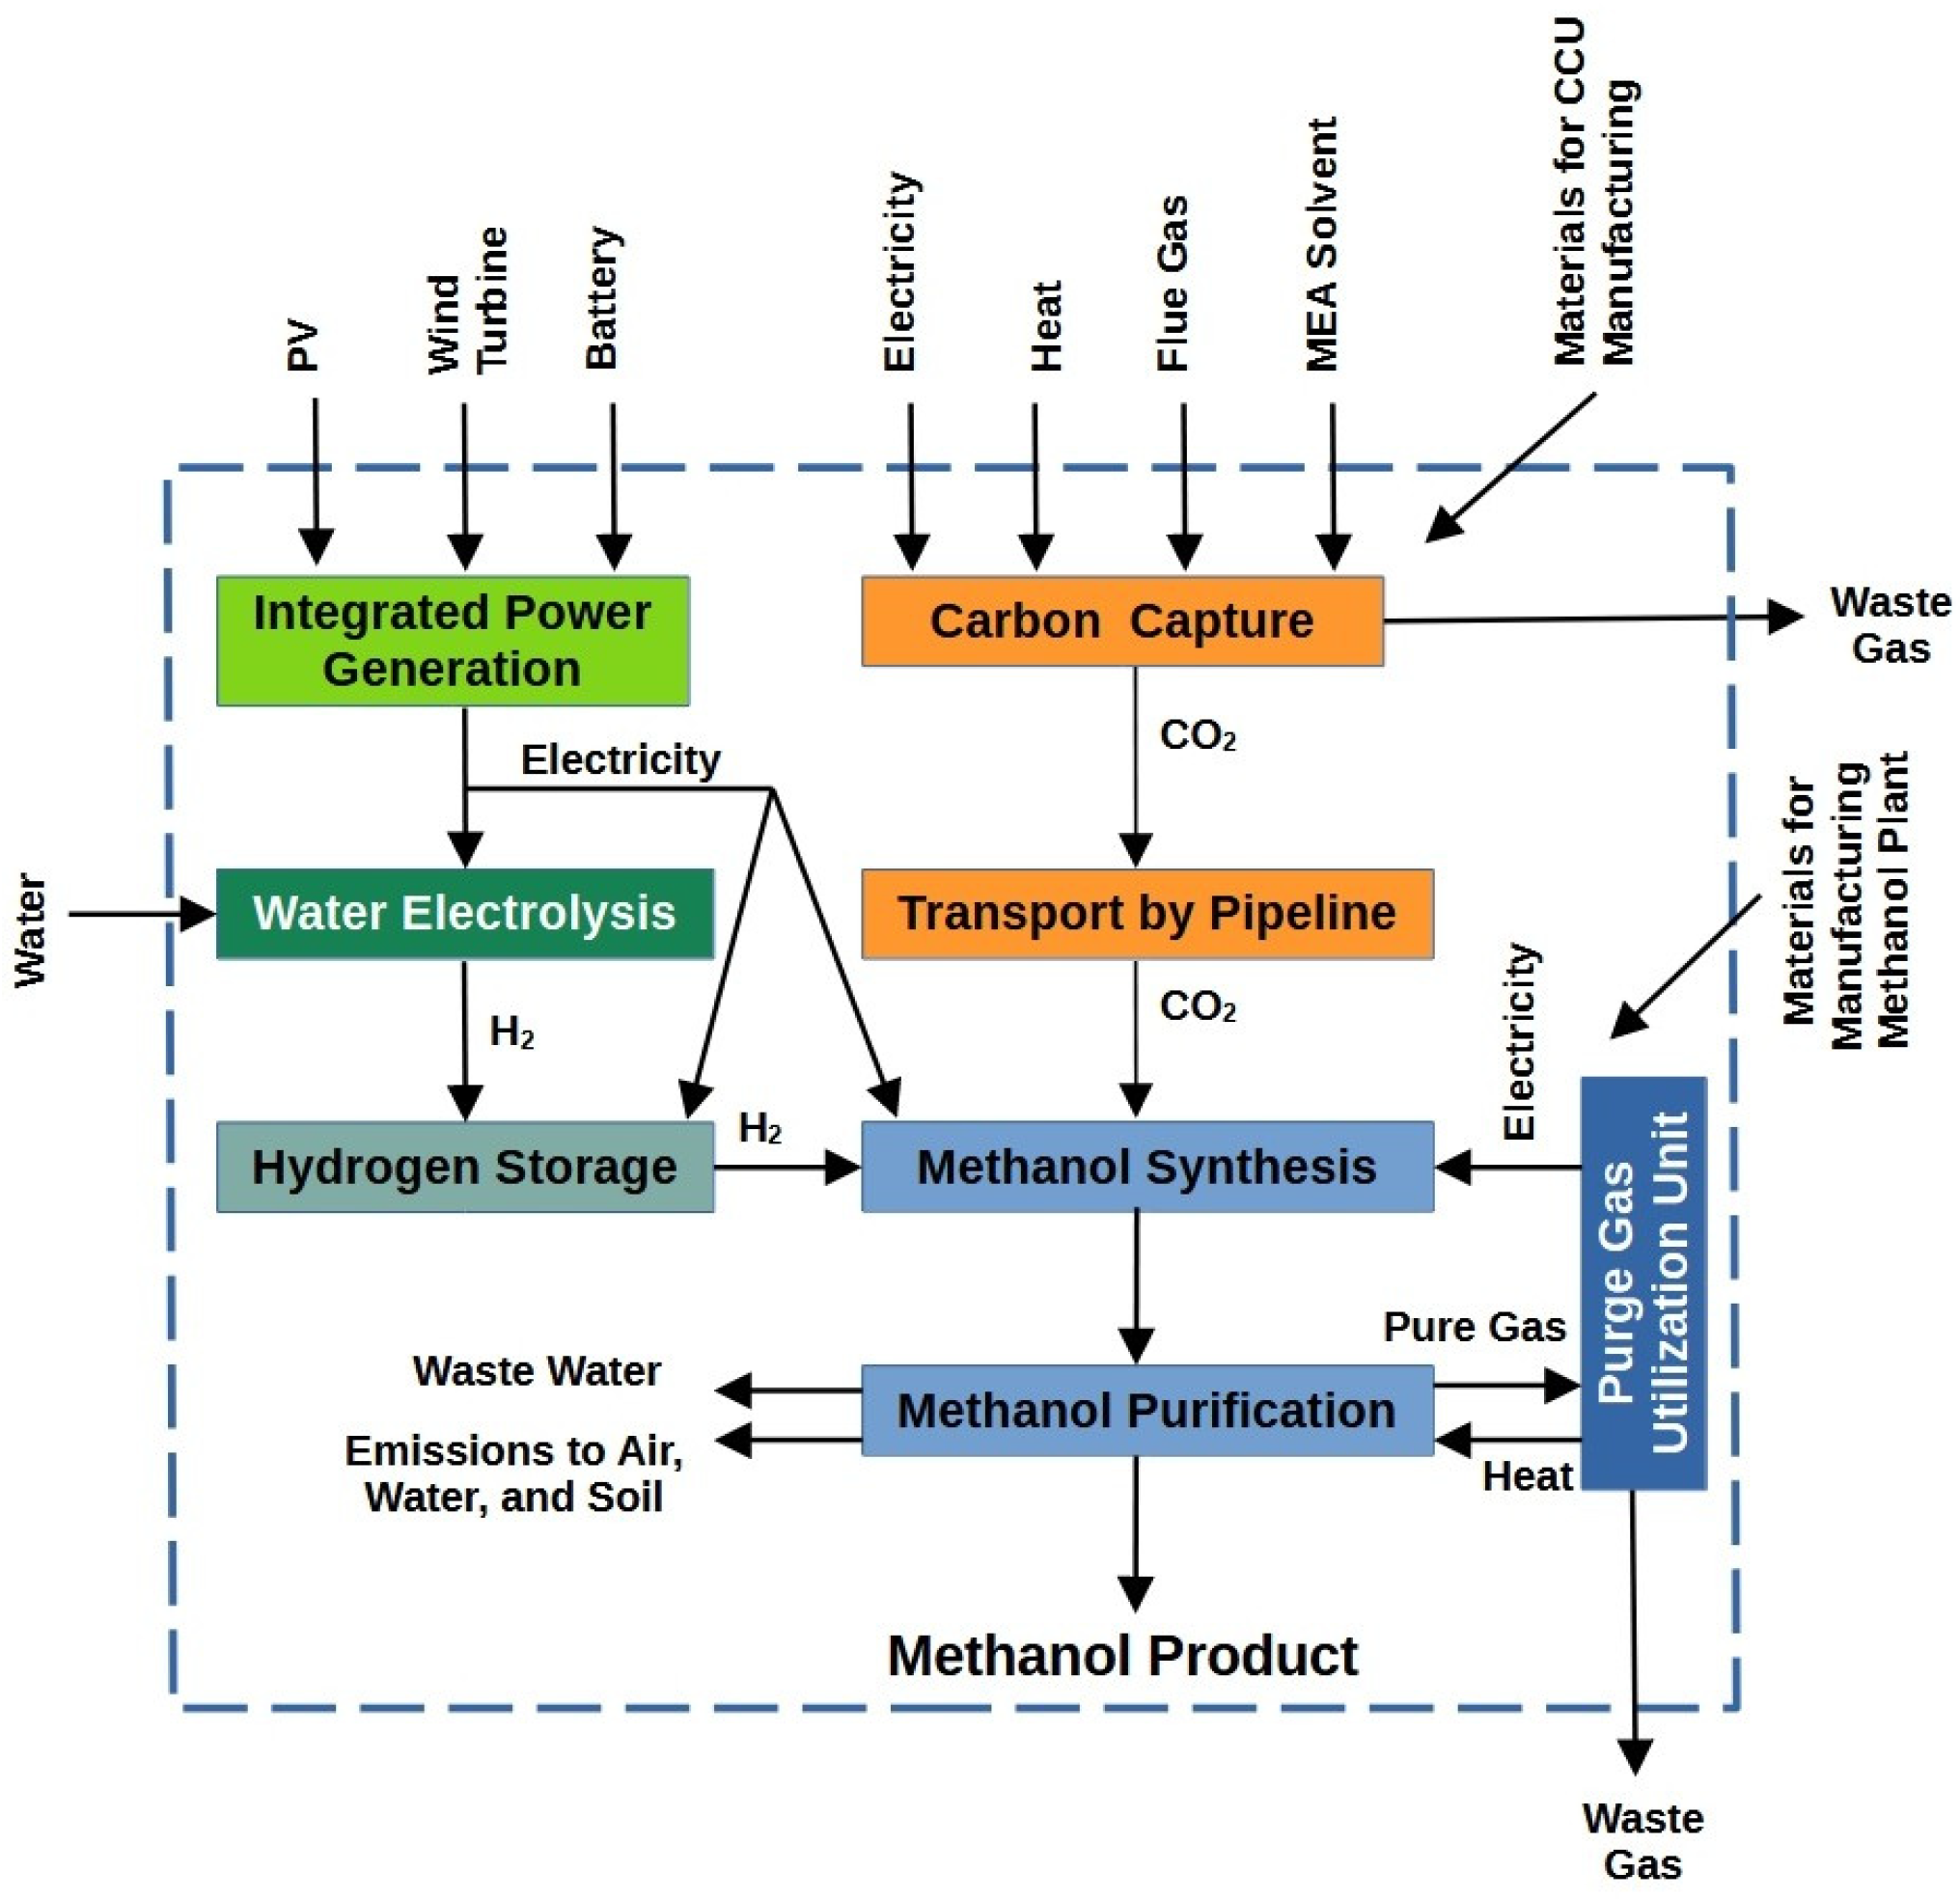 PV
Wind
Turbine
Battery
Electricity
Heat
Flue Gas
MEA Solvent
Materials for CCU
Manufacturing
Integrated Power
Generation
Carbon Capture
Waste
Gas
Electricity
CO₂
Materials for
Manufacturing
Methanol Plant
Water
Water Electrolysis
Transport by Pipeline
H₂
CO₂
Electricity
Hydrogen Storage
H₂
Methanol Synthesis
Purge Gas
Utilization Unit
Pure Gas
Waste Water
Methanol Purification
Emissions to Air,
Water, and Soil
Heat
Methanol Product
Waste
Gas